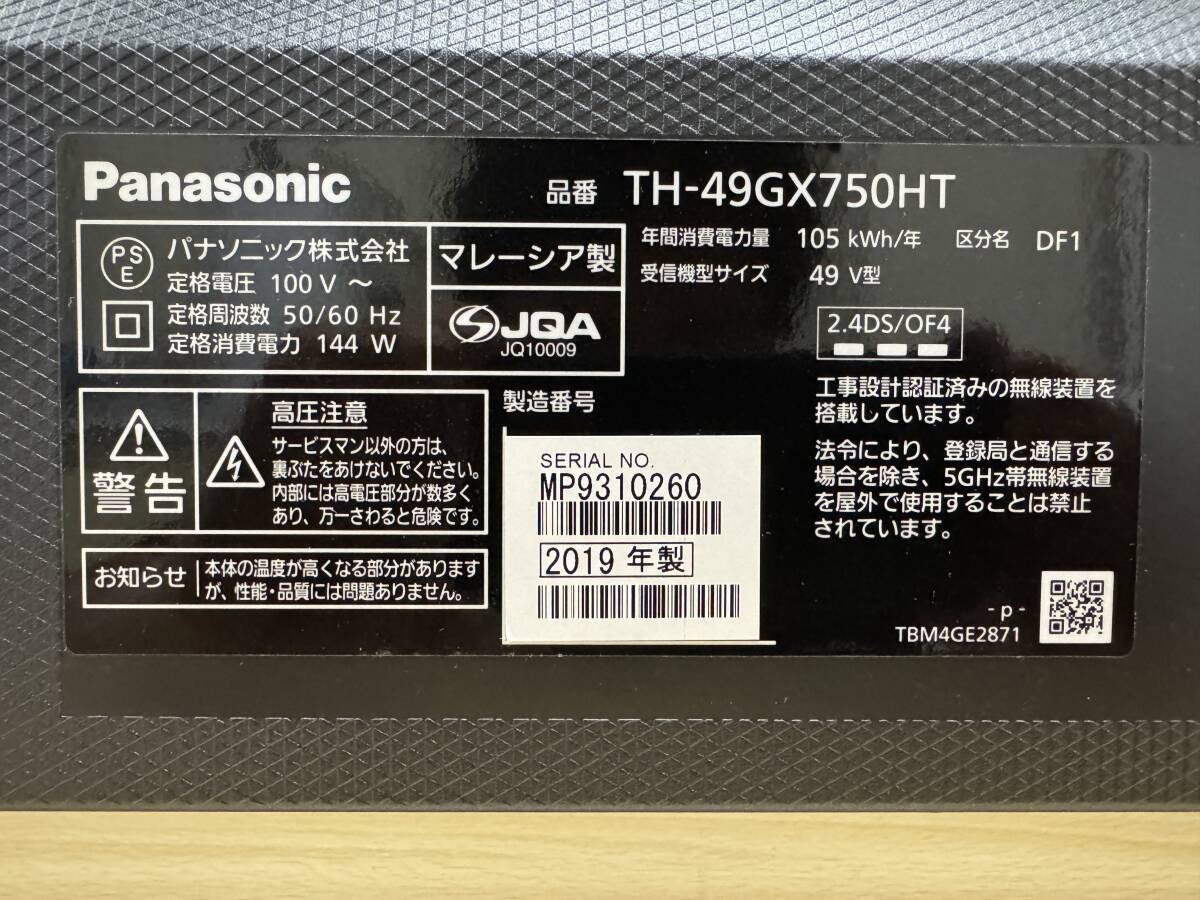 Panasonic
品番 TH-49GX750HT
PS
E
パナソニック株式会社
定格電圧 100 V ～
定格周波数 50/60 Hz
定格消費電力 144 W
マレーシア製
JQA
JQ10009
年間消費電力量 105 kWh/年 区分名 DF1
受信機型サイズ 49 V型
2.4DS/OF4
工事設計認証済みの無線装置を
搭載しています。
法令により、登録局と通信する
場合を除き、5GHz帯無線装置
を屋外で使用することは禁止
されています。
警告
高圧注意
サービスマン以外の方は、
裏ぶたをあけないでください。
内部には高電圧部分が数多く
あり、万一さわると危険です。
お知らせ
本体の温度が高くなる部分があります
が、性能・品質には問題ありません。
製造番号
SERIAL NO.
MP9310260
2019 年製
- p -
TBM4GE2871